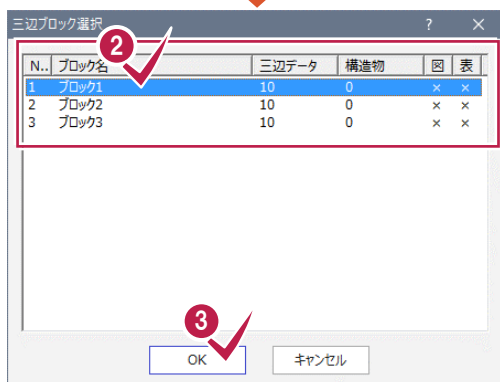 三辺ブロック選択 ? ×
2
N.. ブロック名 三辺データ 構造物 図 表
1 ブロック1 10 0 × ×
2 ブロック2 10 0 × ×
3 ブロック3 10 0 × ×
3
OK キャンセル